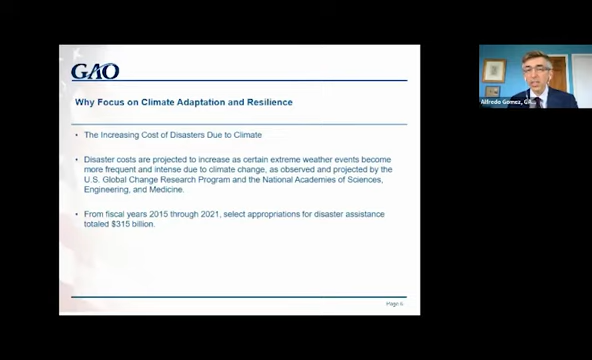 GAO
Why Focus on Climate Adaptation and Resilience
• The Increasing Cost of Disasters Due to Climate
• Disaster costs are projected to increase as certain extreme weather events become
more frequent and intense due to climate change, as observed and projected by the
U.S. Global Change Research Program and the National Academies of Sciences,
Engineering, and Medicine.
• From fiscal years 2015 through 2021, select appropriations for disaster assistance
totaled $315 billion.
Page 6
Alfredo Gomez, GA...